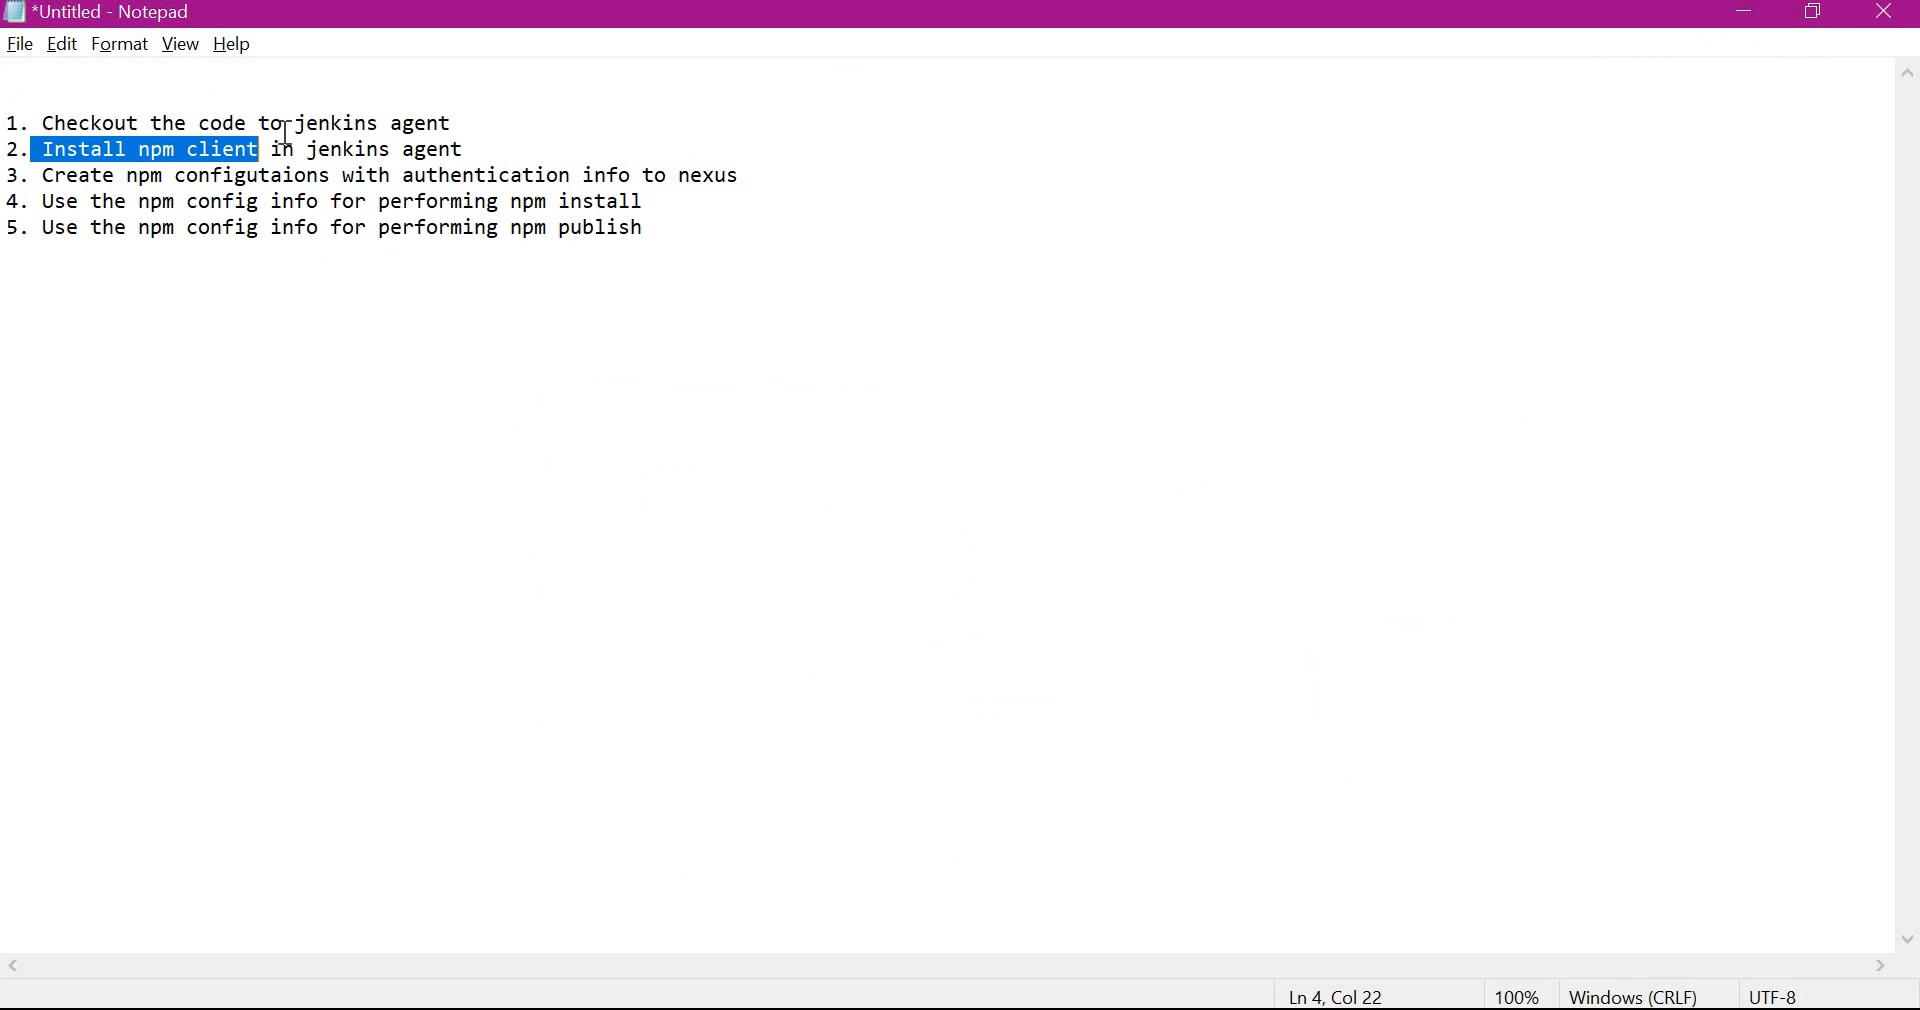 *Untitled - Notepad
File Edit Format View Help
1. Checkout the code to jenkins agent
2. Install npm client in jenkins agent
3. Create npm configutaions with authentication info to nexus
4. Use the npm config info for performing npm install
5. Use the npm config info for performing npm publish
Ln 4, Col 22 100% Windows (CRLF) UTF-8